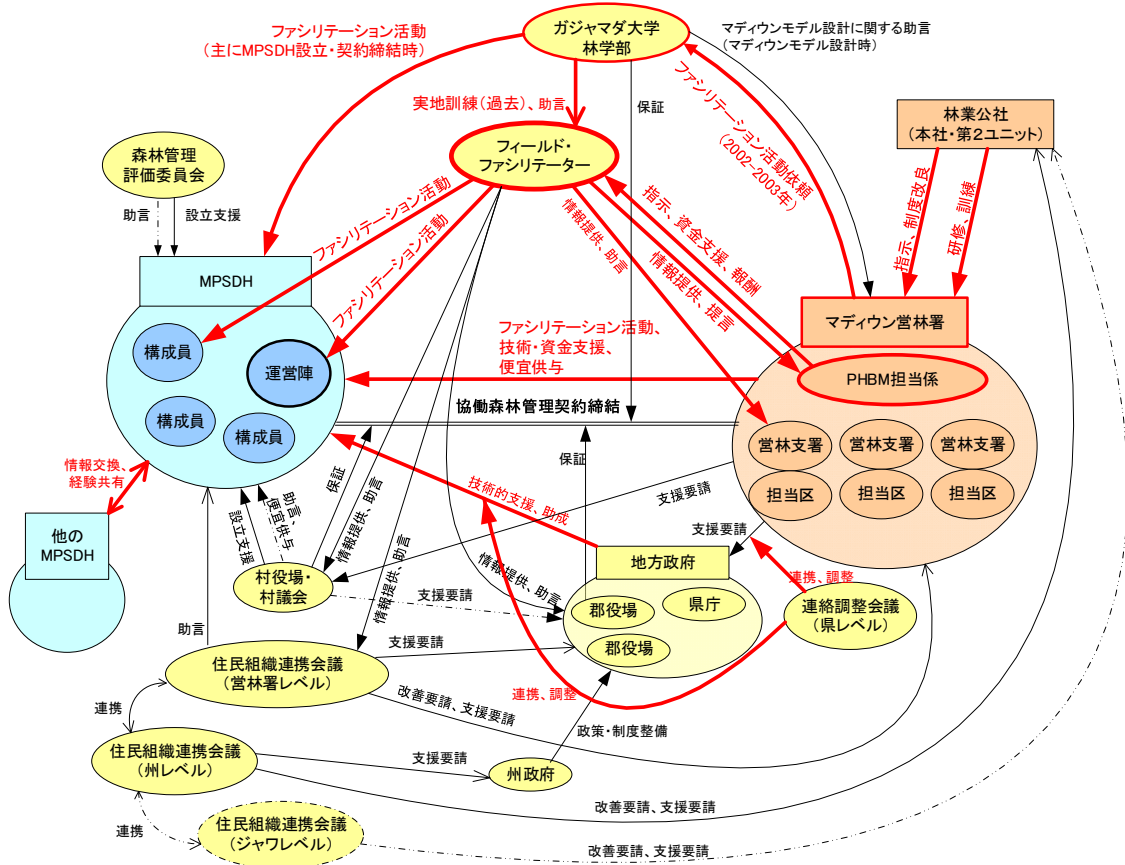 ファシリテーション活動
（主にMPSDH設立・契約締結時）
ガジャマダ大学
林学部
マディウンモデル設計に関する助言
（マディウンモデル設計時）
実地訓練（過去）、助言
保証
ファシリテーション活動依頼
（2002-2003年）
林業公社
（本社・第2ユニット）
森林管理
評価委員会
フィールド・
ファシリテーター
助言
設立支援
ファシリテーション活動
ファシリテーション活動
情報提供、助言
指示、資金支援、報酬
情報提供、提言
指示、制度改良
研修、訓練
MPSDH
マディウン営林署
構成員
運営陣
構成員
構成員
ファシリテーション活動、
技術・資金支援、
便宜供与
PHBM担当係
協働森林管理契約締結
営林支署
営林支署
営林支署
担当区
担当区
担当区
情報交換、
経験共有
保証
保証
技術的支援、助成
支援要請
支援要請
他の
MPSDH
設立支援
助言、
便宜供与
情報提供、助言
情報提供、助言
情報提供、助言
村役場・
村議会
支援要請
地方政府
郡役場
県庁
郡役場
連携、調整
連絡調整会議
（県レベル）
助言
住民組織連携会議
（営林署レベル）
支援要請
改善要請、支援要請
連携、調整
政策・制度整備
連携
住民組織連携会議
（州レベル）
支援要請
州政府
改善要請、支援要請
連携
住民組織連携会議
（ジャワレベル）
改善要請、支援要請